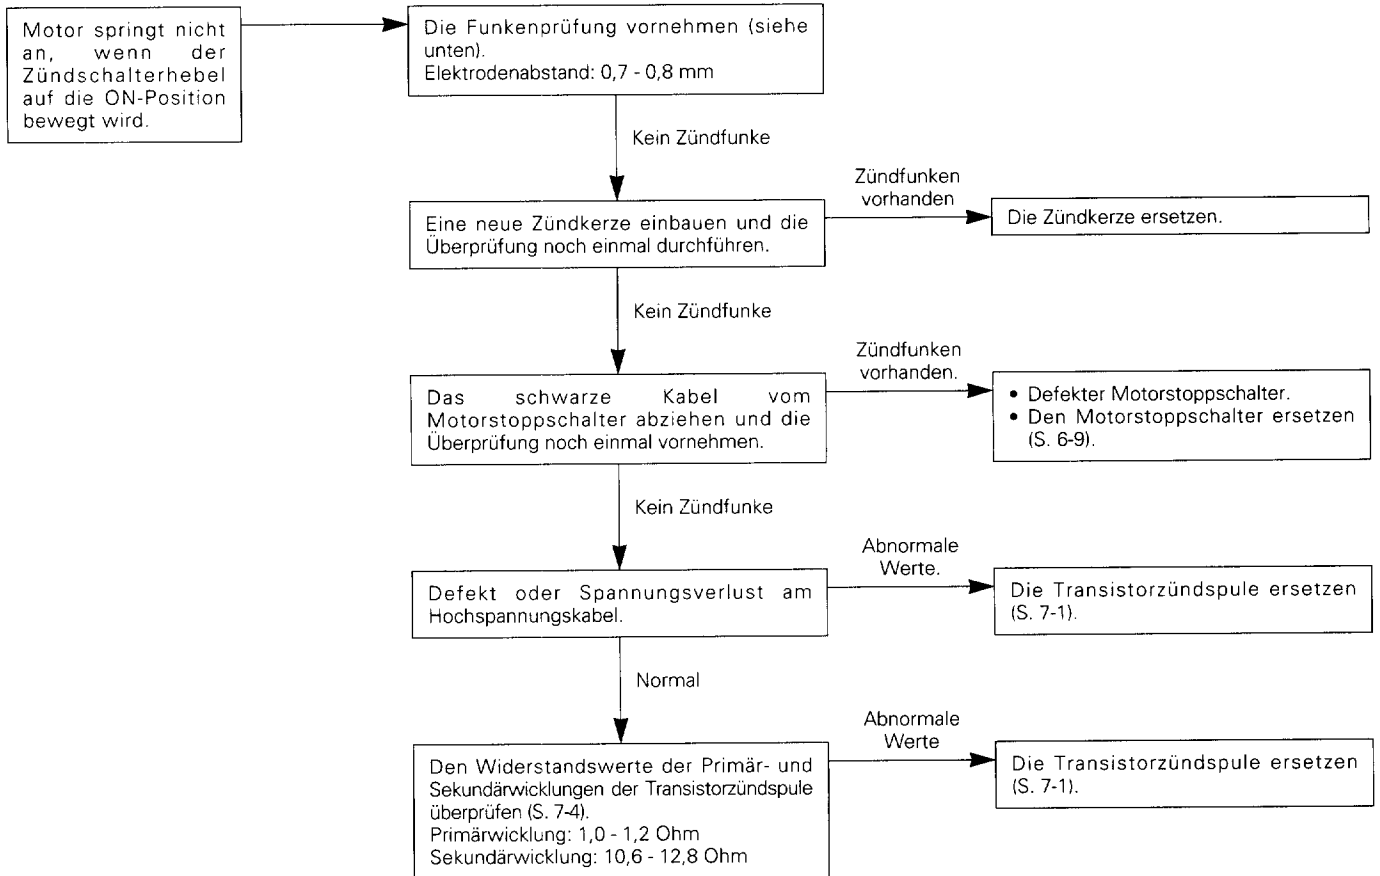 Motor springt nicht
an, wenn der
Zündschalterhebel
auf die ON-Position
bewegt wird.
Die Funkenprüfung vornehmen (siehe
unten).
Elektrodenabstand: 0,7 - 0,8 mm
Kein Zündfunke
Eine neue Zündkerze einbauen und die
Überprüfung noch einmal durchführen.
Zündfunken
vorhanden
Die Zündkerze ersetzen.
Kein Zündfunke
Das schwarze Kabel vom
Motorstoppschalter abziehen und die
Überprüfung noch einmal vornehmen.
Zündfunken
vorhanden.
• Defekter Motorstoppschalter.
• Den Motorstoppschalter ersetzen
(S. 6-9).
Kein Zündfunke
Defekt oder Spannungsverlust am
Hochspannungskabel.
Abnormale
Werte.
Die Transistorzündspule ersetzen
(S. 7-1).
Normal
Den Widerstandswerte der Primär- und
Sekundärwicklungen der Transistorzündspule
überprüfen (S. 7-4).
Primärwicklung: 1,0 - 1,2 Ohm
Sekundärwicklung: 10,6 - 12,8 Ohm
Abnormale
Werte
Die Transistorzündspule ersetzen
(S. 7-1).